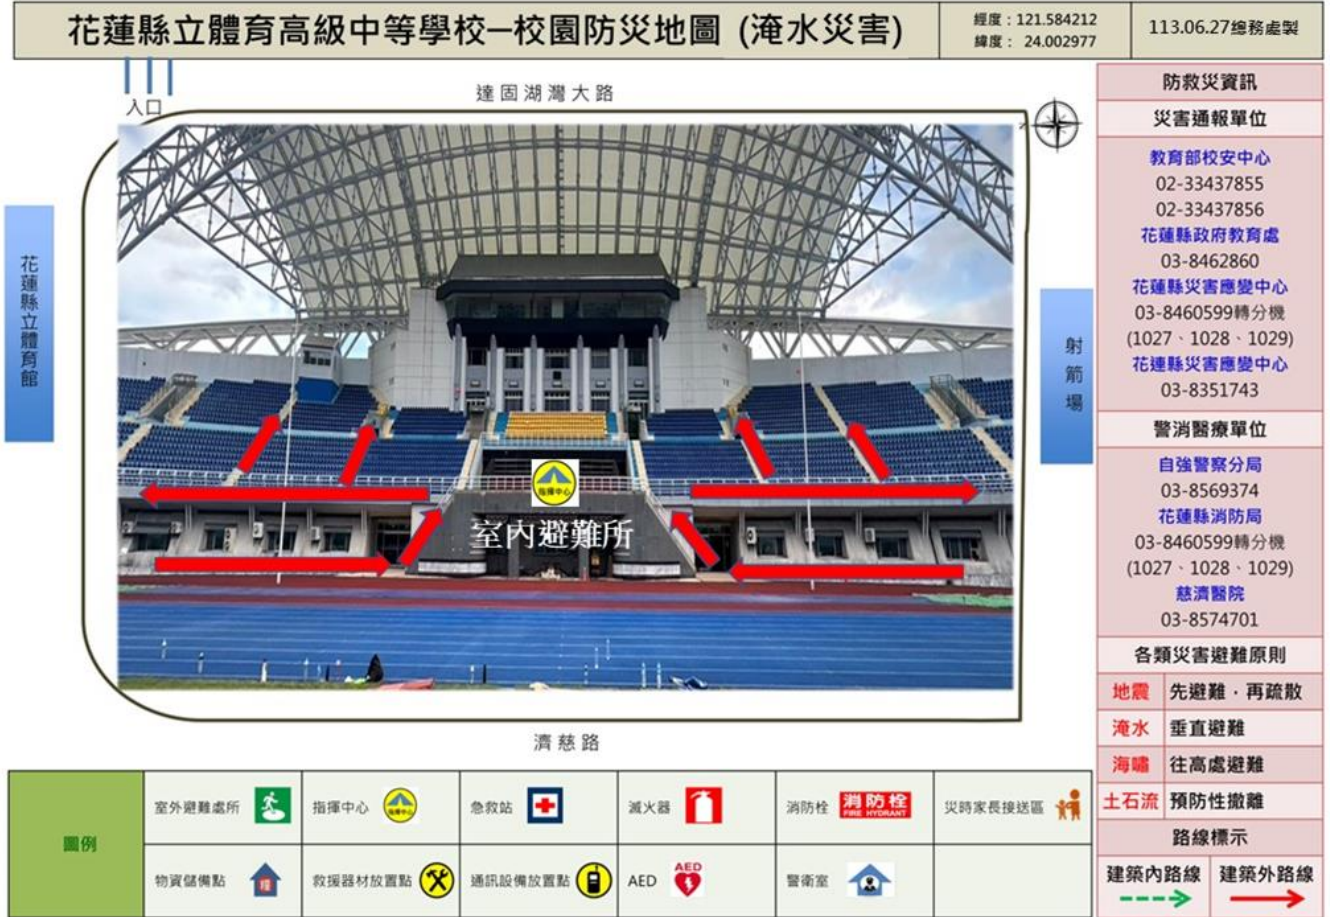 花蓮縣立體育高級中等學校—校園防災地圖 (淹水災害)
經度：121.584212
緯度： 24.002977
113.06.27總務處製
入口
達固湖灣大路
花蓮縣立體育館
指揮中心
室內避難所
射箭場
濟慈路
防救災資訊
災害通報單位
教育部校安中心
02-33437855
02-33437856
花蓮縣政府教育處
03-8462860
花蓮縣災害應變中心
03-8460599轉分機
(1027、1028、1029)
花連縣災害應變中心
03-8351743
警消醫療單位
自強警察分局
03-8569374
花蓮縣消防局
03-8460599轉分機
(1027、1028、1029)
慈濟醫院
03-8574701
各類災害避難原則
地震 先避難，再疏散
淹水 垂直避難
海嘯 往高處避難
土石流 預防性撤離
路線標示
建築內路線 建築外路線
圖例
室外避難處所
指揮中心 指揮中心
急救站
滅火器
消防栓 消防栓
FIRE HYDRANT
災時家長接送區
物資儲備點 糧
救援器材放置點
通訊設備放置點
AED AED
警衛室